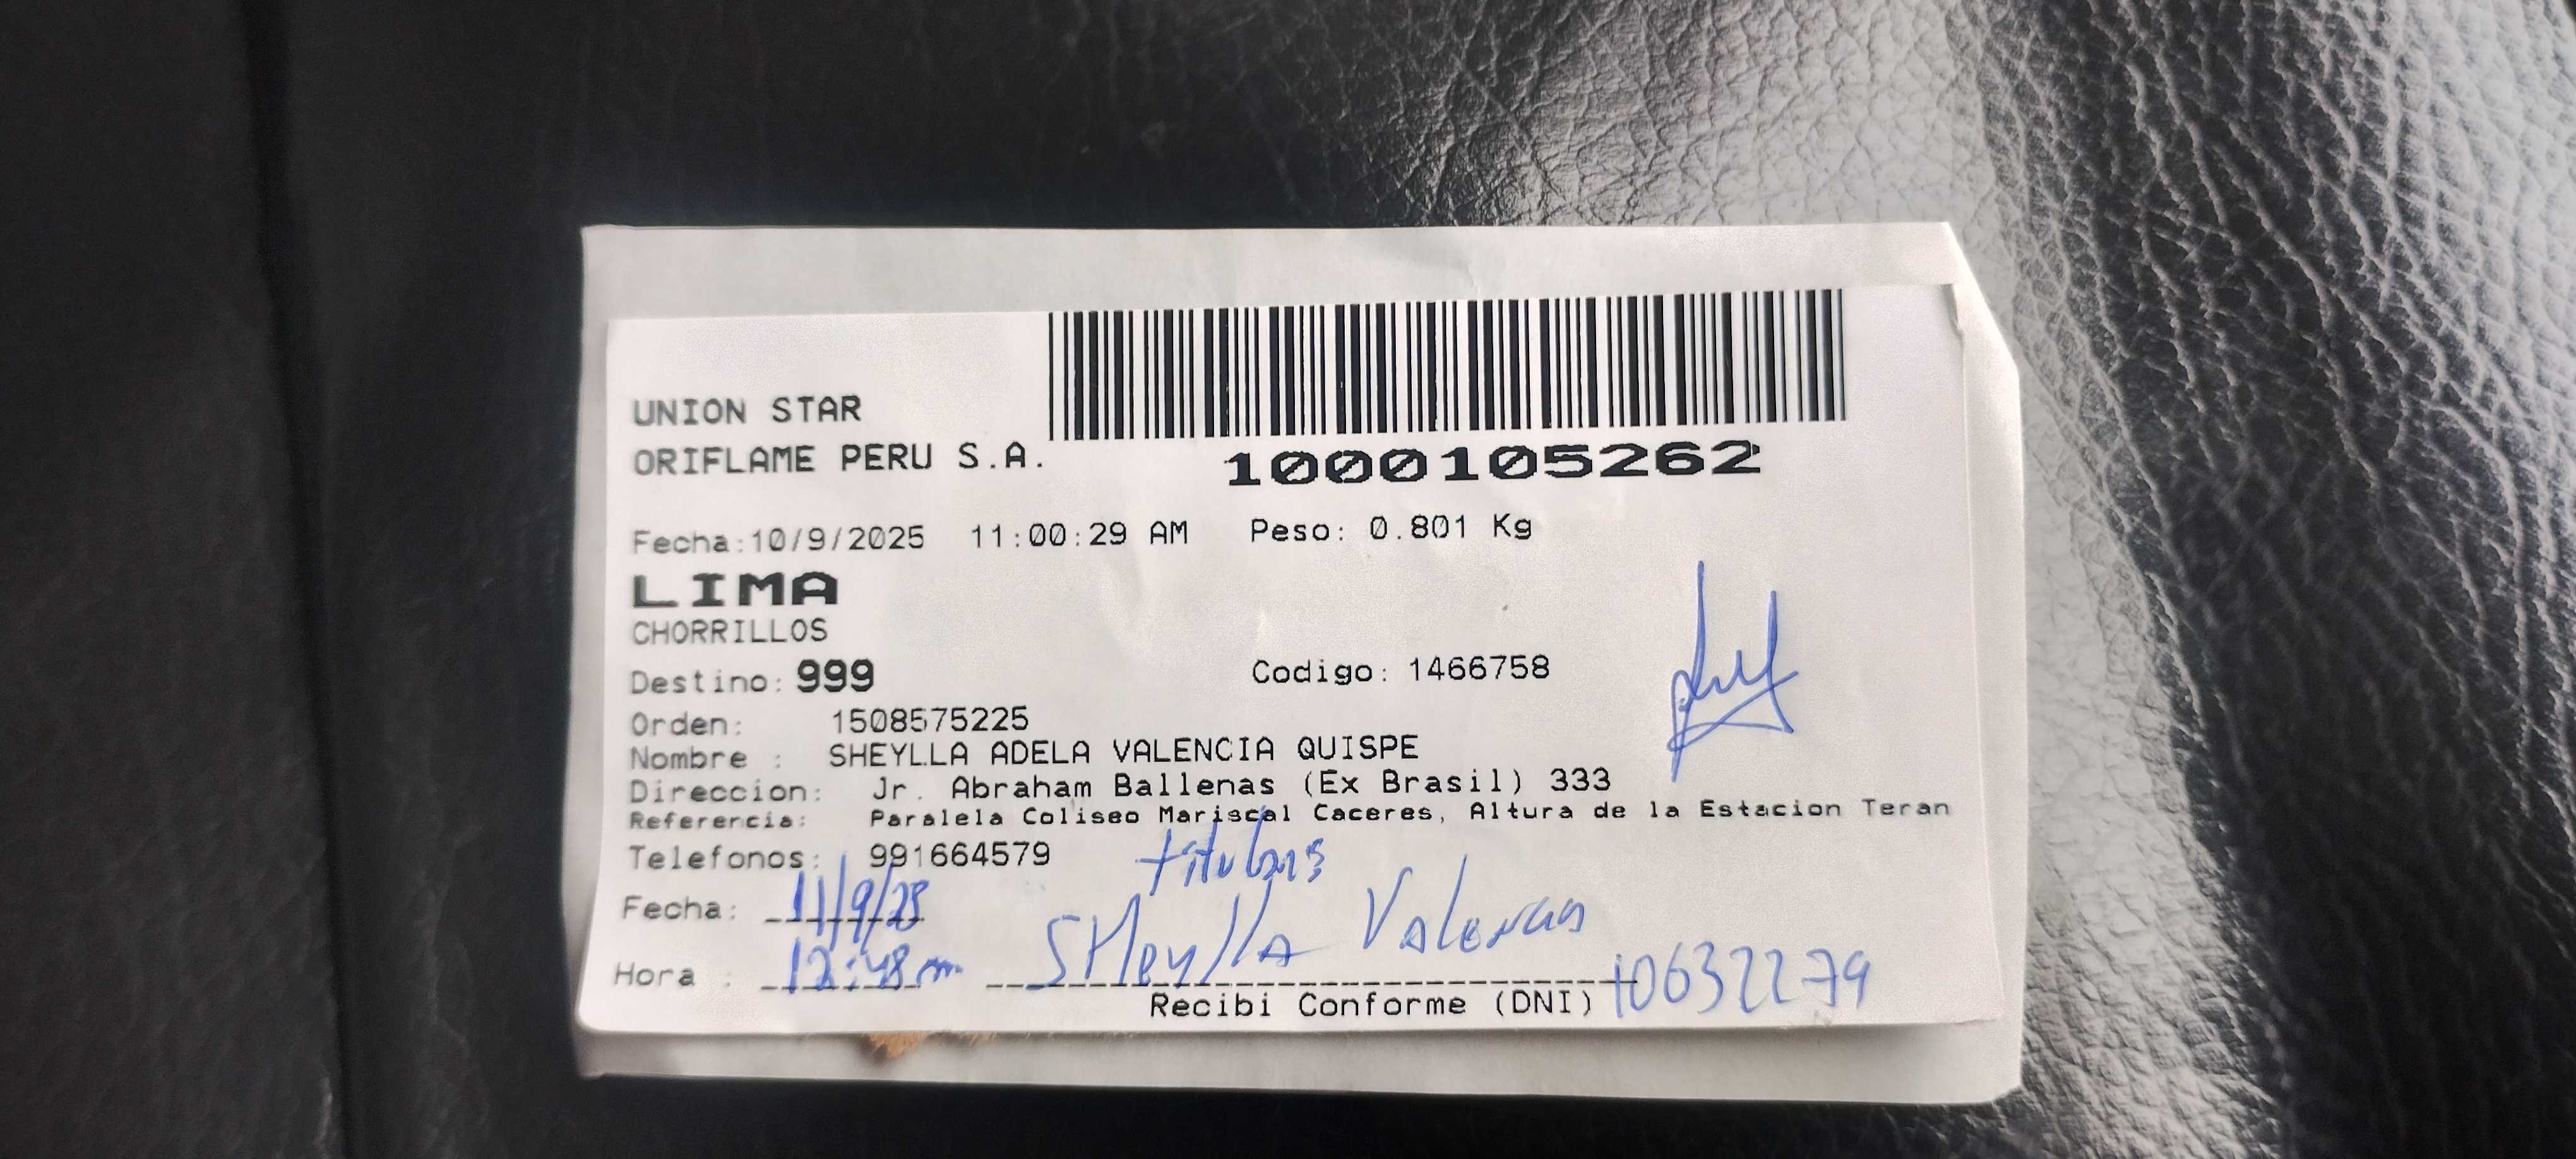 UNION STAR
ORIFLAME PERU S.A.
1000105262
Fecha:10/9/2025 11:00:29 AM Peso: 0.801 Kg
LIMA
CHORRILLOS
Destino: 999 Codigo: 1466758
Orden: 1508575225
Nombre : SHEYLLA ADELA VALENCIA QUISPE
Direccion: Jr. Abraham Ballenas (Ex Brasil) 333
Referencia: Paralela Coliseo Mariscal Caceres, Altura de la Estacion Teran
Telefonos: 991664579
Fecha: 11/9/25
SHeyllA Valencia
Hora : 12:48 m
Recibi Conforme (DNI) 10632279